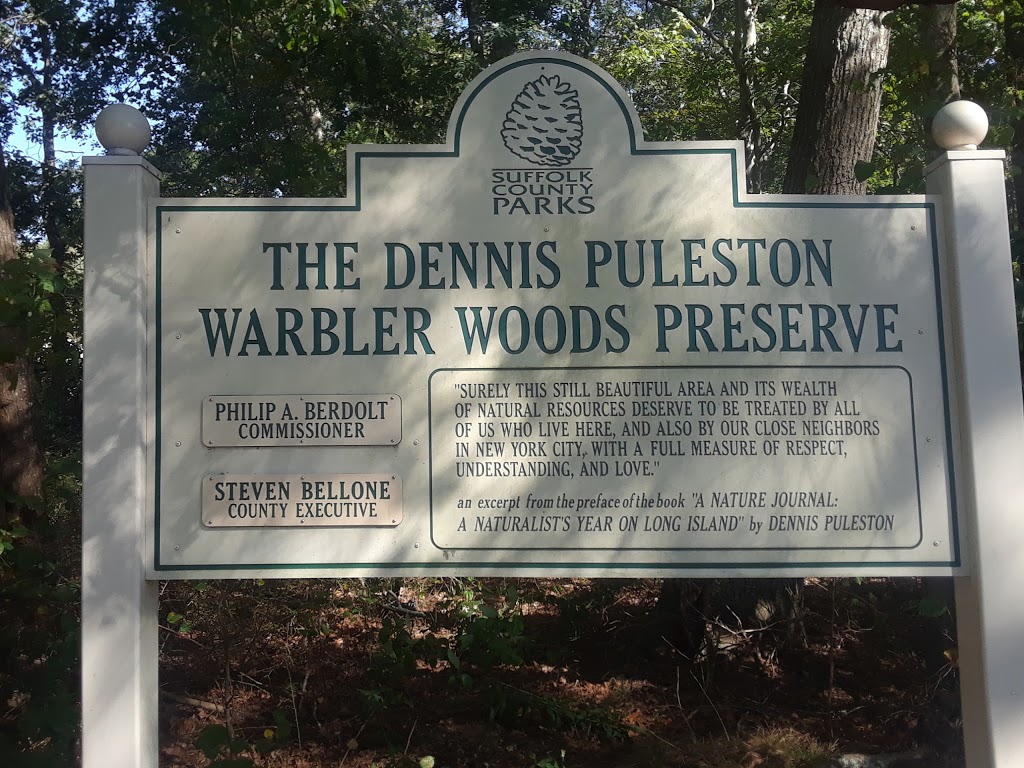 SUFFOLK
COUNTY
PARKS
THE DENNIS PULESTON
WARBLER WOODS PRESERVE
PHILIP A. BERDOLT
COMMISSIONER
STEVEN BELLONE
COUNTY EXECUTIVE
"SURELY THIS STILL BEAUTIFUL AREA AND ITS WEALTH
OF NATURAL RESOURCES DESERVE TO BE TREATED BY ALL
OF US WHO LIVE HERE, AND ALSO BY OUR CLOSE NEIGHBORS
IN NEW YORK CITY, WITH A FULL MEASURE OF RESPECT,
UNDERSTANDING, AND LOVE."
an excerpt from the preface of the book "A NATURE JOURNAL:
A NATURALIST'S YEAR ON LONG ISLAND" by DENNIS PULESTON